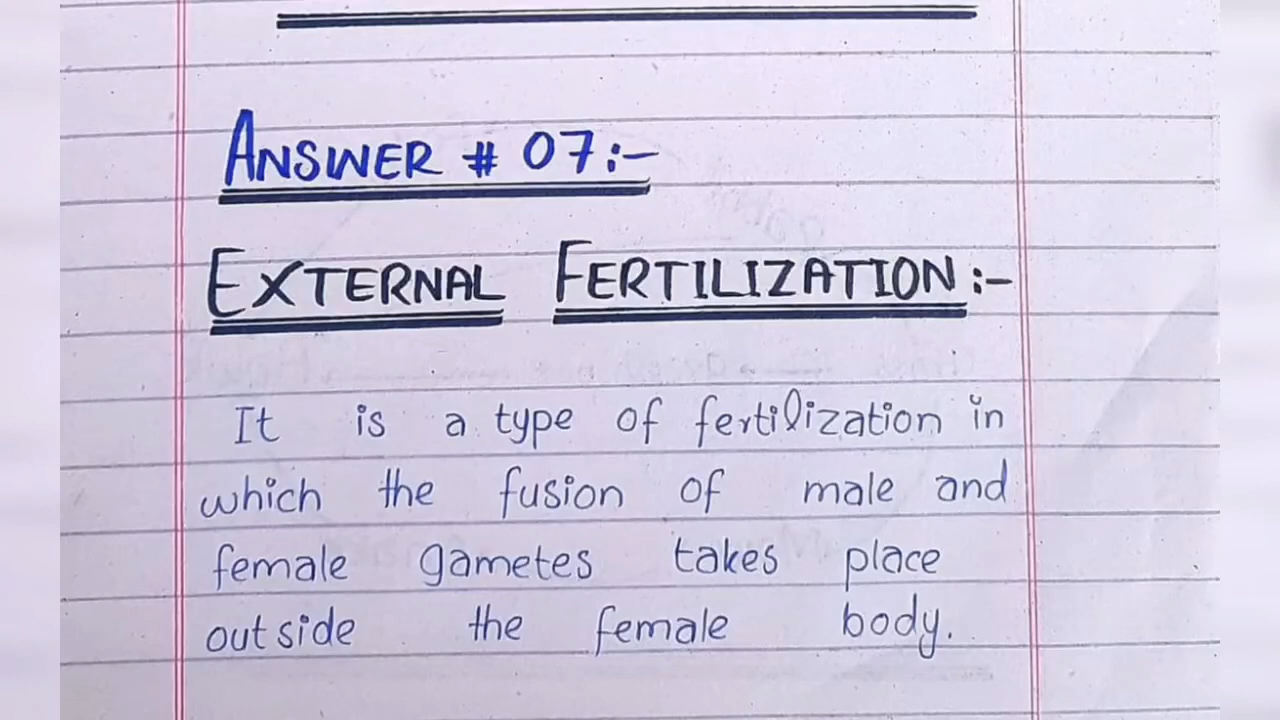 ANSWER # 07:-
EXTERNAL FERTILIZATION:-
It is a type of fertilization in
which the fusion of male and
female gametes takes place
outside the female body.